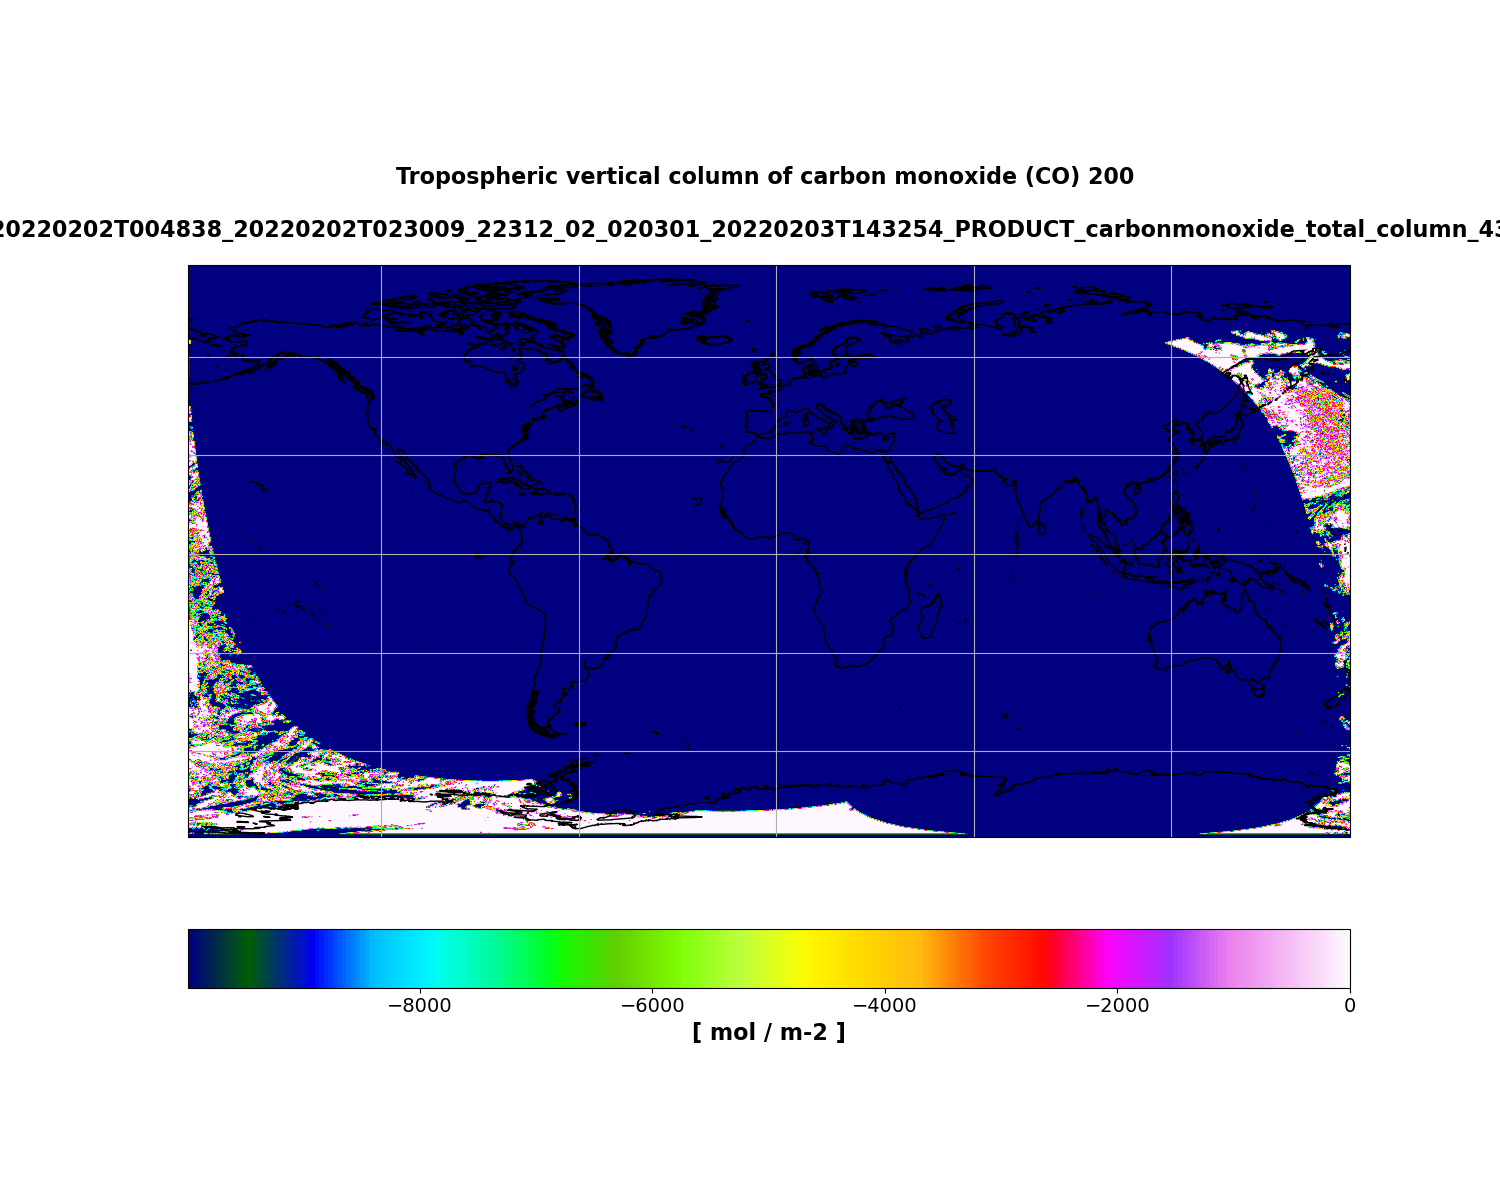 Tropospheric vertical column of carbon monoxide (CO) 200
20220202T004838_20220202T023009_22312_02_020301_20220203T143254_PRODUCT_carbonmonoxide_total_column_43
−8000 −6000 −4000 −2000 0
[ mol / m-2 ]